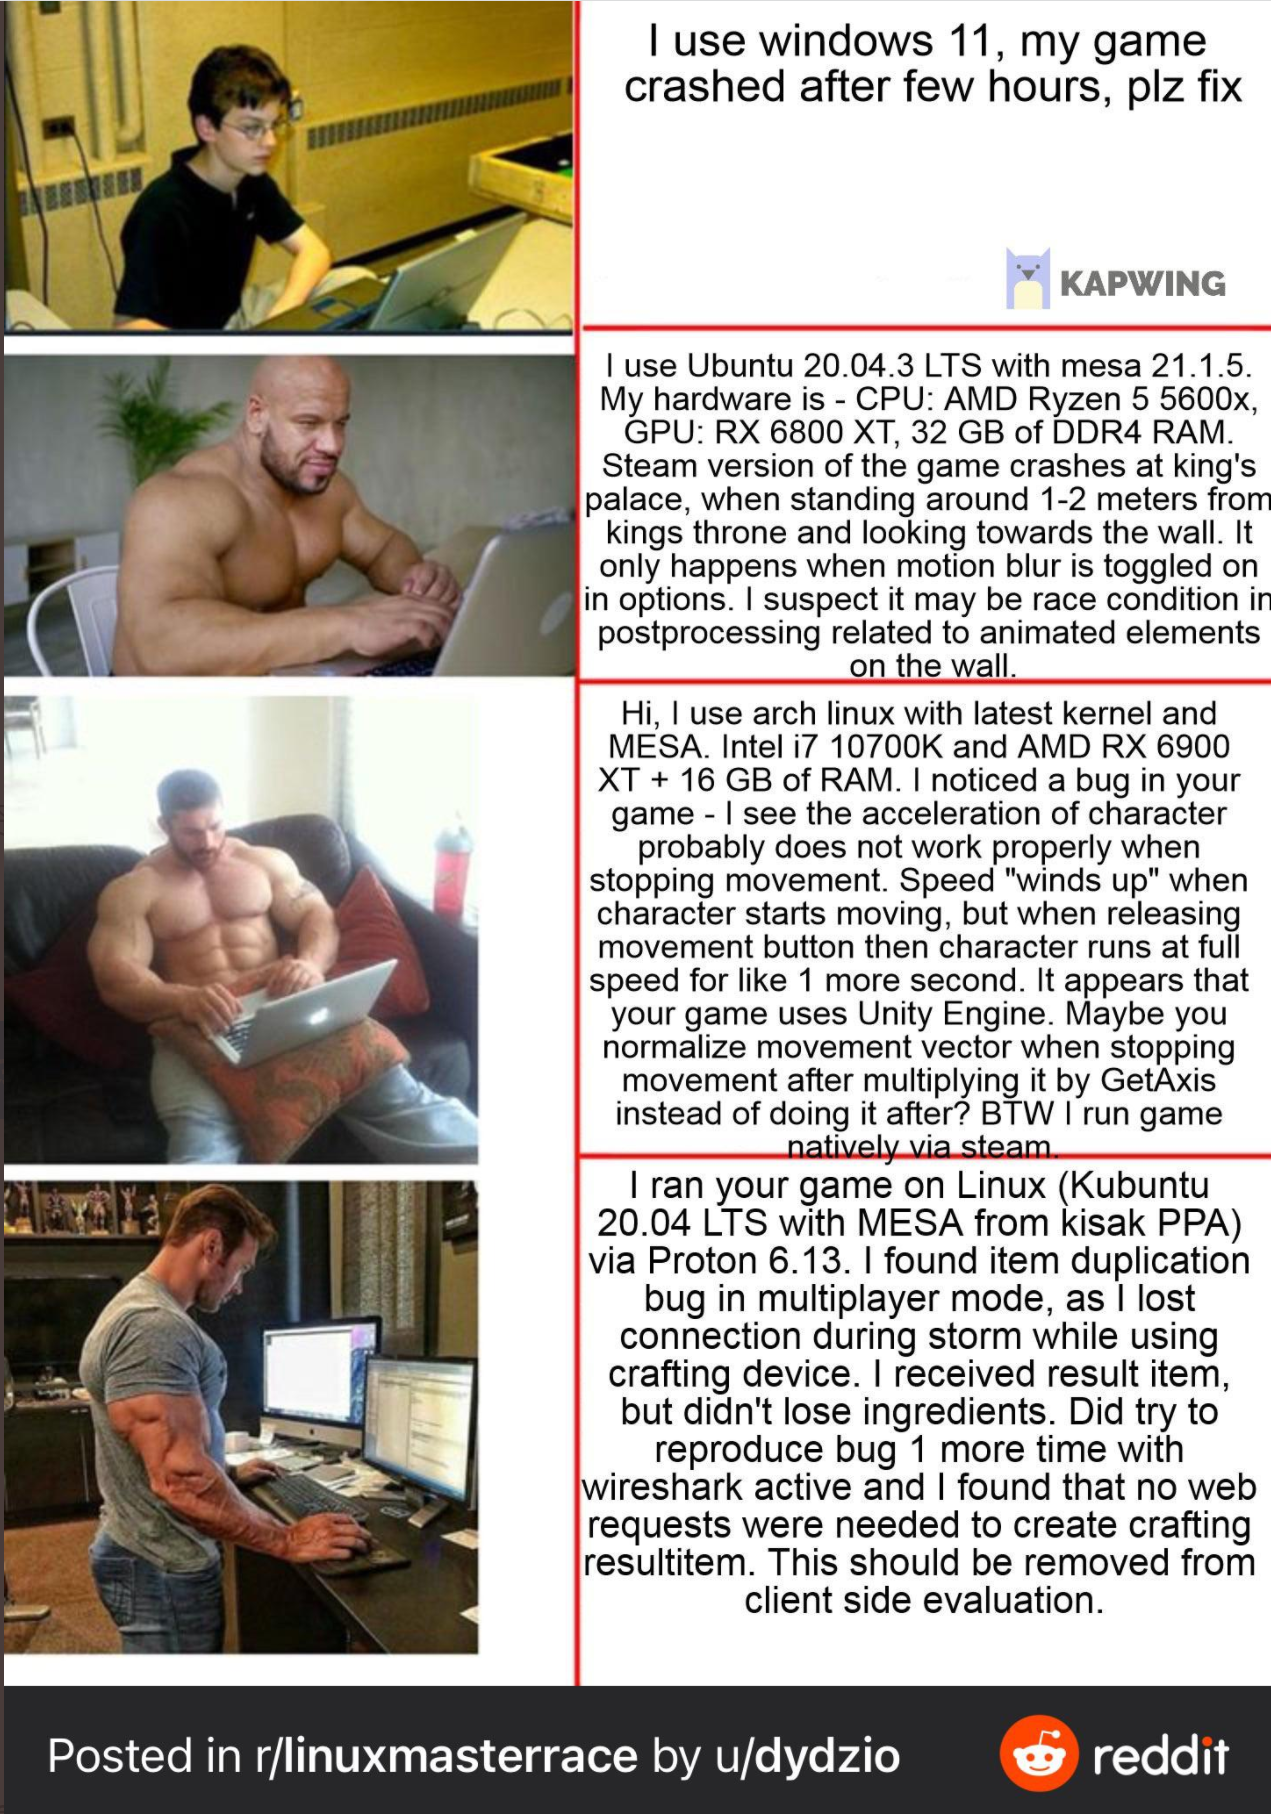 I use windows 11, my game
crashed after few hours, plz fix
KAPWING
I use Ubuntu 20.04.3 LTS with mesa 21.1.5.
My hardware is - CPU: AMD Ryzen 5 5600x,
GPU: RX 6800 XT, 32 GB of DDR4 RAM.
Steam version of the game crashes at king's
palace, when standing around 1-2 meters from
kings throne and looking towards the wall. It
only happens when motion blur is toggled on
in options. I suspect it may be race condition in
postprocessing related to animated elements
on the wall.
Hi, I use arch linux with latest kernel and
MESA. Intel i7 10700K and AMD RX 6900
XT + 16 GB of RAM. I noticed a bug in your
game - I see the acceleration of character
probably does not work properly when
stopping movement. Speed "winds up" when
character starts moving, but when releasing
movement button then character runs at full
speed for like 1 more second. It appears that
your game uses Unity Engine. Maybe you
normalize movement vector when stopping
movement after multiplying it by GetAxis
instead of doing it after? BTW I run game
natively via steam.
I ran your game on Linux (Kubuntu
20.04 LTS with MESA from kisak PPA)
via Proton 6.13. I found item duplication
bug in multiplayer mode, as I lost
connection during storm while using
crafting device. I received result item,
but didn't lose ingredients. Did try to
reproduce bug 1 more time with
wireshark active and I found that no web
requests were needed to create crafting
resultitem. This should be removed from
client side evaluation.
Posted in r/linuxmasterrace by u/dydzio
reddit